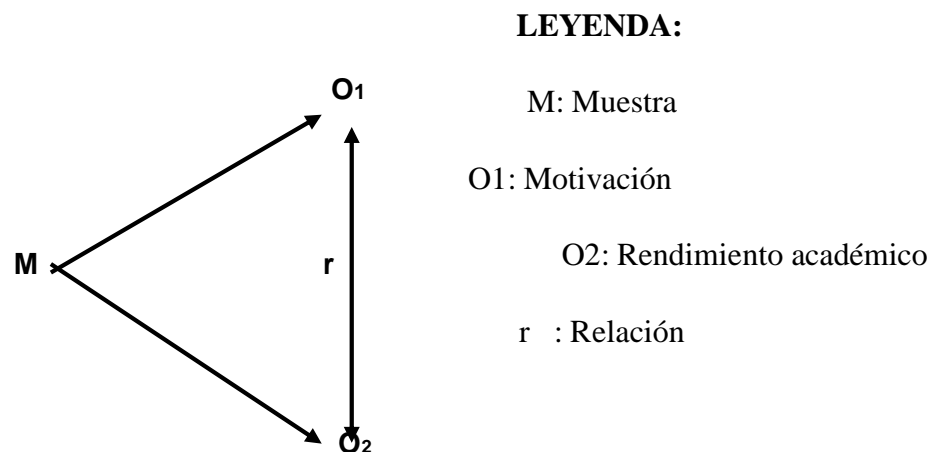 LEYENDA:
O1
M: Muestra
O1: Motivación
M
r
O2: Rendimiento académico
r : Relación
O2